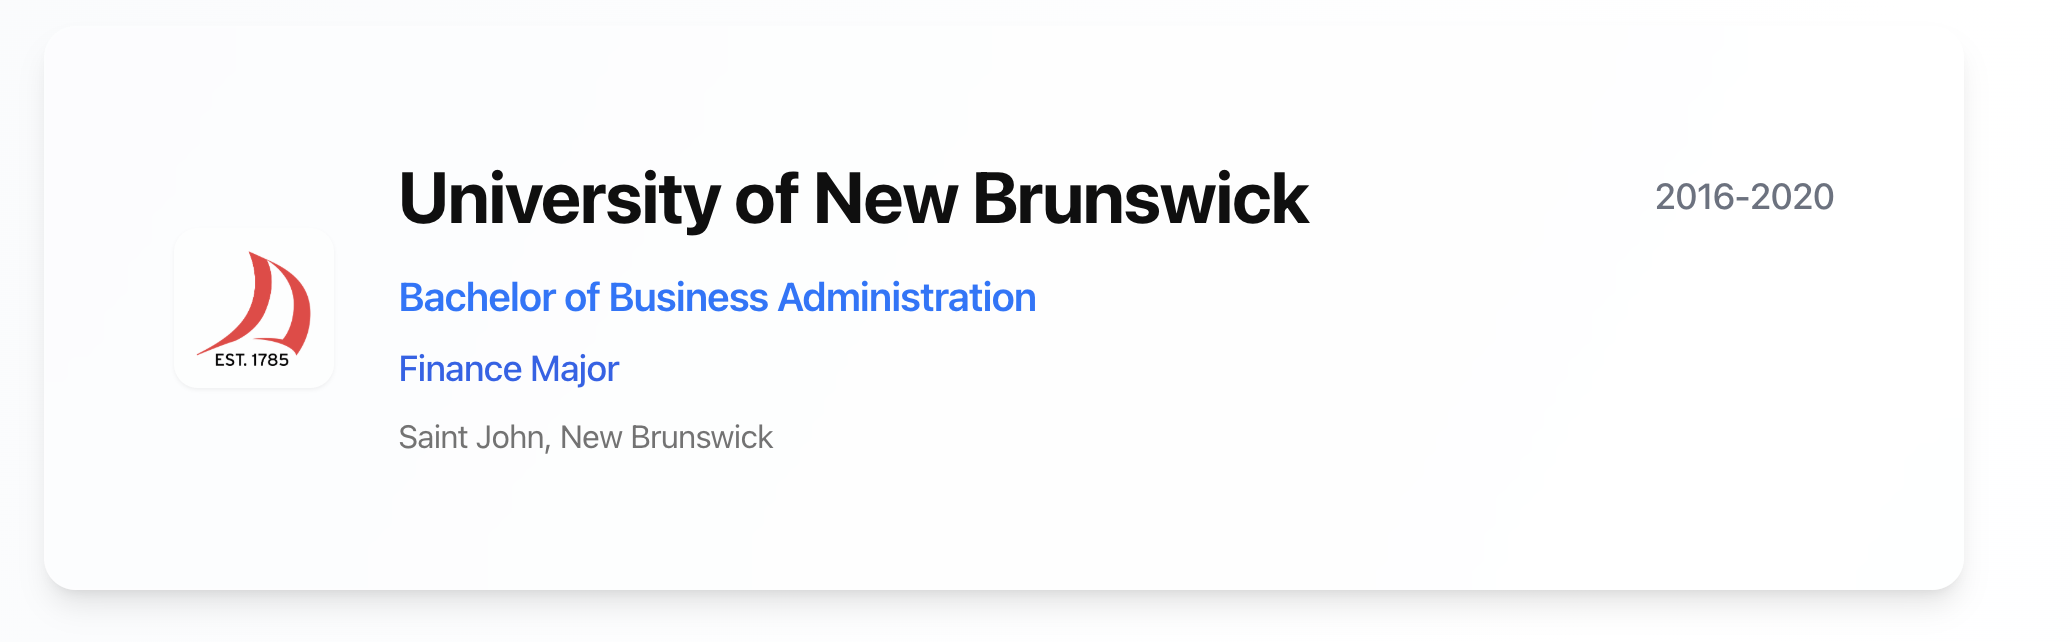 University of New Brunswick
2016-2020
Bachelor of Business Administration
Finance Major
Saint John, New Brunswick
EST. 1785